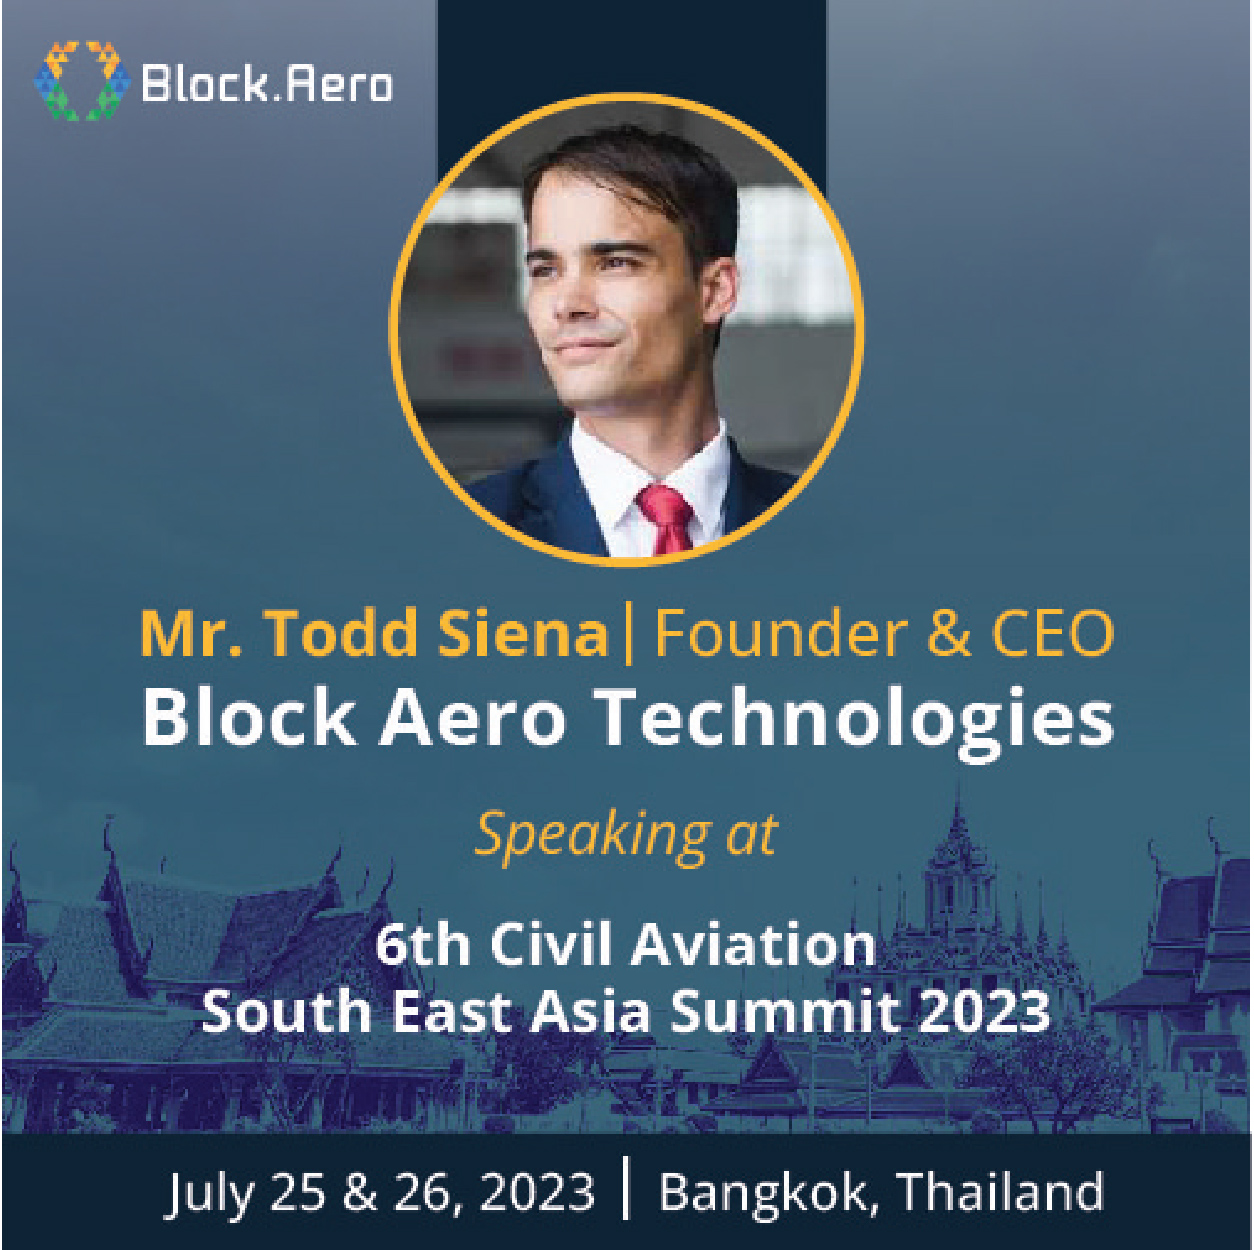 Block.Aero
Mr. Todd Siena | Founder & CEO
Block Aero Technologies
Speaking at
6th Civil Aviation
South East Asia Summit 2023
July 25 & 26, 2023 | Bangkok, Thailand